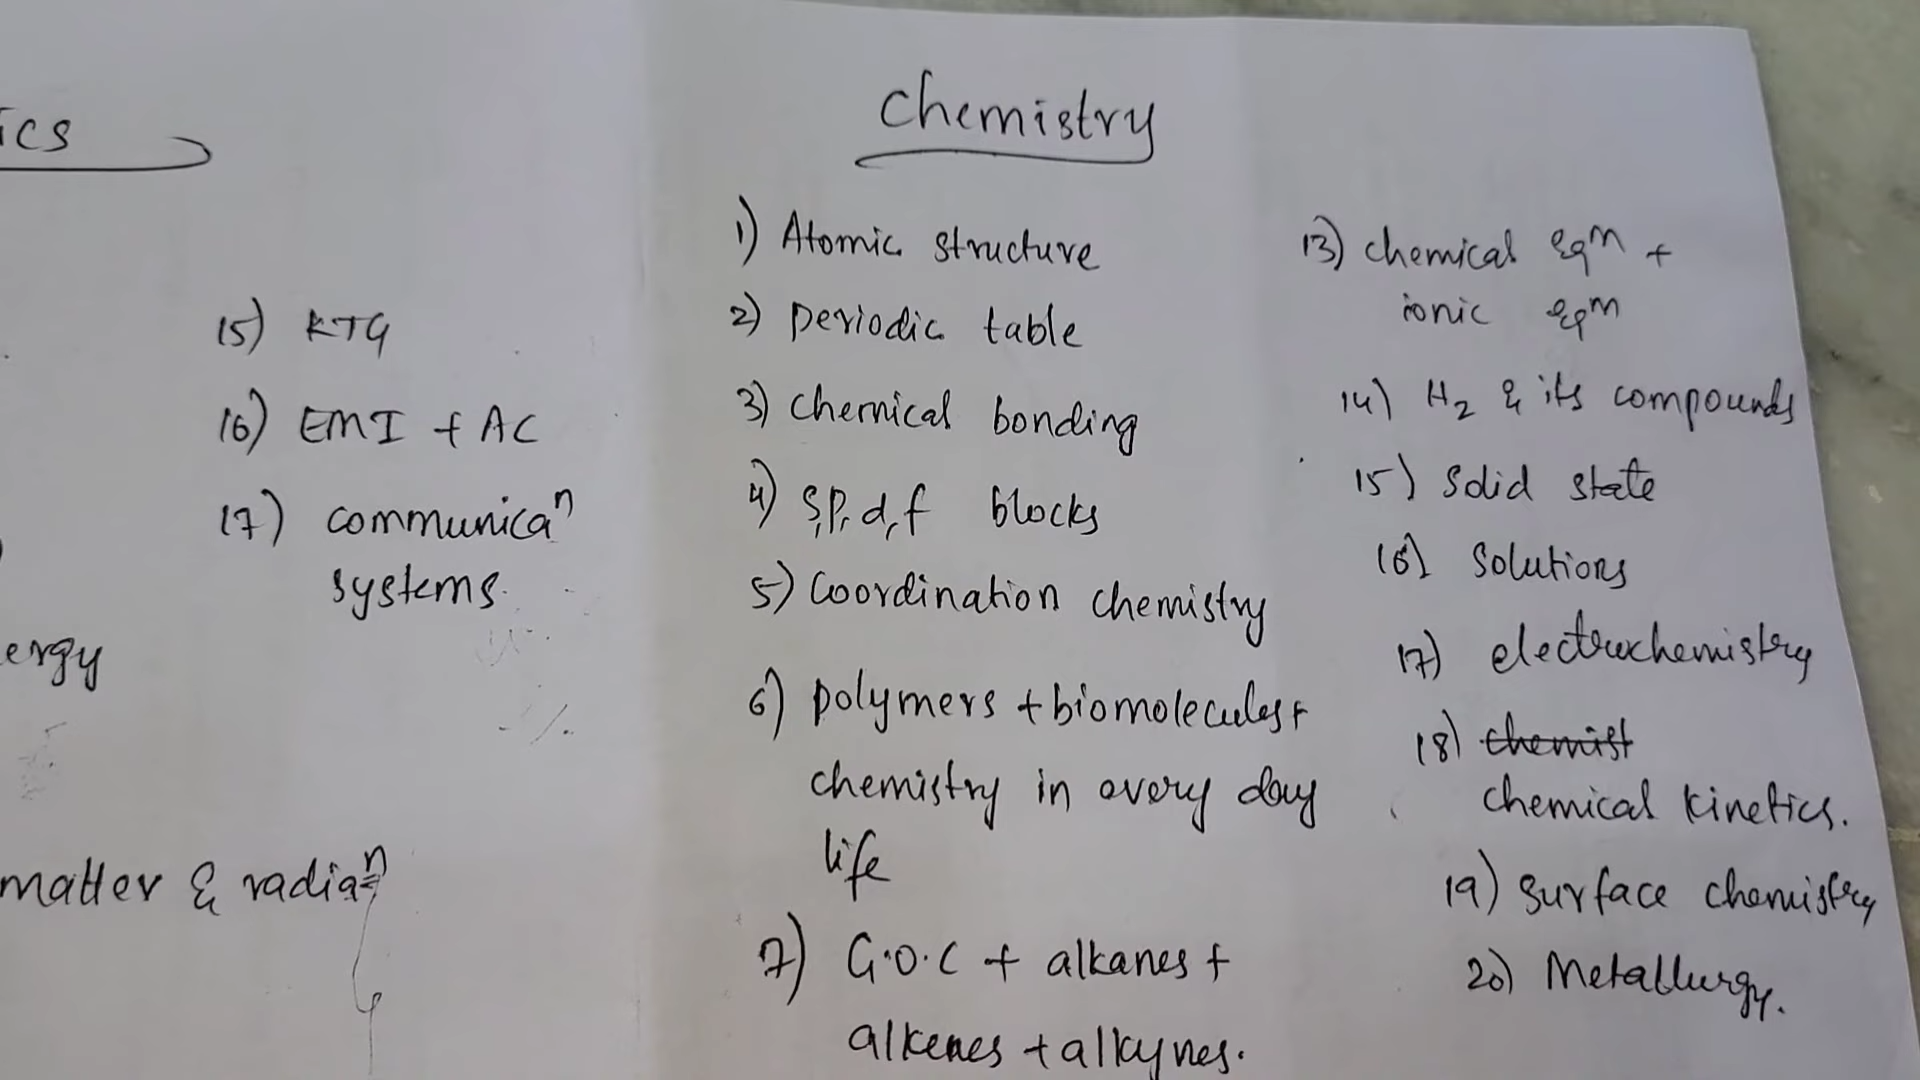 ics
15) KTG
16) EMI + AC
17) communicaⁿ
systems.
ergy
matter & radiaⁿ
Chemistry
1) Atomic structure
2) Periodic table
3) Chemical bonding
4) S,P,d,f blocks
5) Coordination chemistry
6) polymers + biomolecules +
chemistry in every day
life
7) G.O.C + alkanes +
alkenes + alkynes.
13) chemical eqm +
ionic eqm
14) H₂ & its compounds
15) Solid state
16) Solutions
17) electrochemistry
18) chemist
chemical kinetics.
19) Surface chemistry
20) Metallurgy.